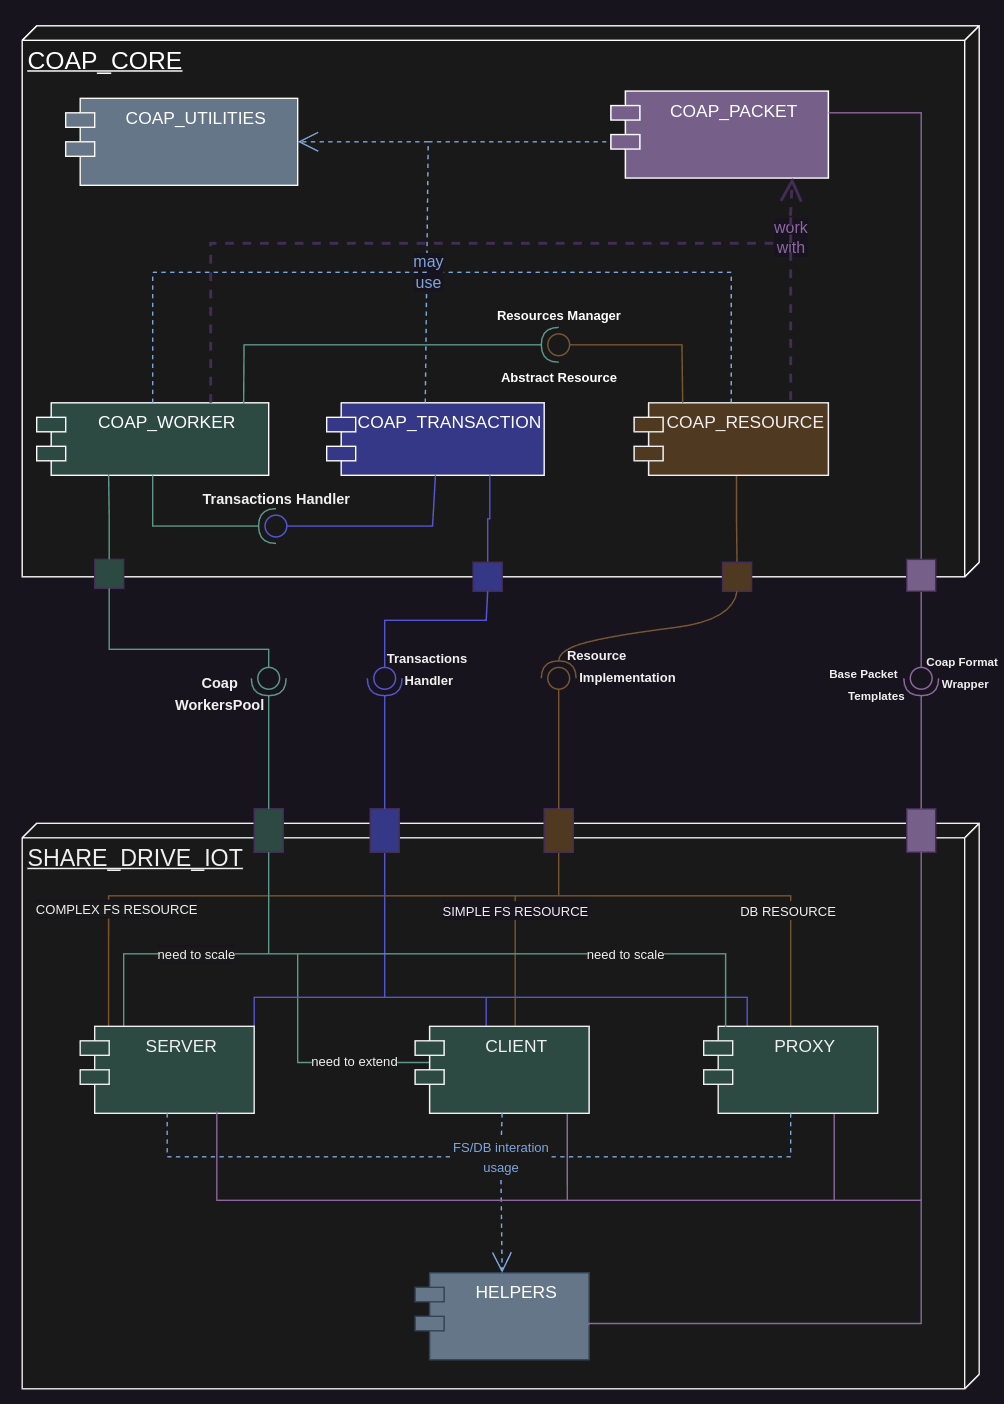 COAP_CORE
COAP_UTILITIES
COAP_PACKET
work
with
may
use
Resources Manager
Abstract Resource
COAP_WORKER
COAP_TRANSACTION
COAP_RESOURCE
Transactions Handler
Coap
WorkersPool
Transactions
Handler
Resource
Implementation
Base Packet
Templates
Coap Format
Wrapper
SHARE_DRIVE_IOT
COMPLEX FS RESOURCE
SIMPLE FS RESOURCE
DB RESOURCE
need to scale
need to scale
SERVER
CLIENT
PROXY
need to extend
FS/DB interation
usage
HELPERS